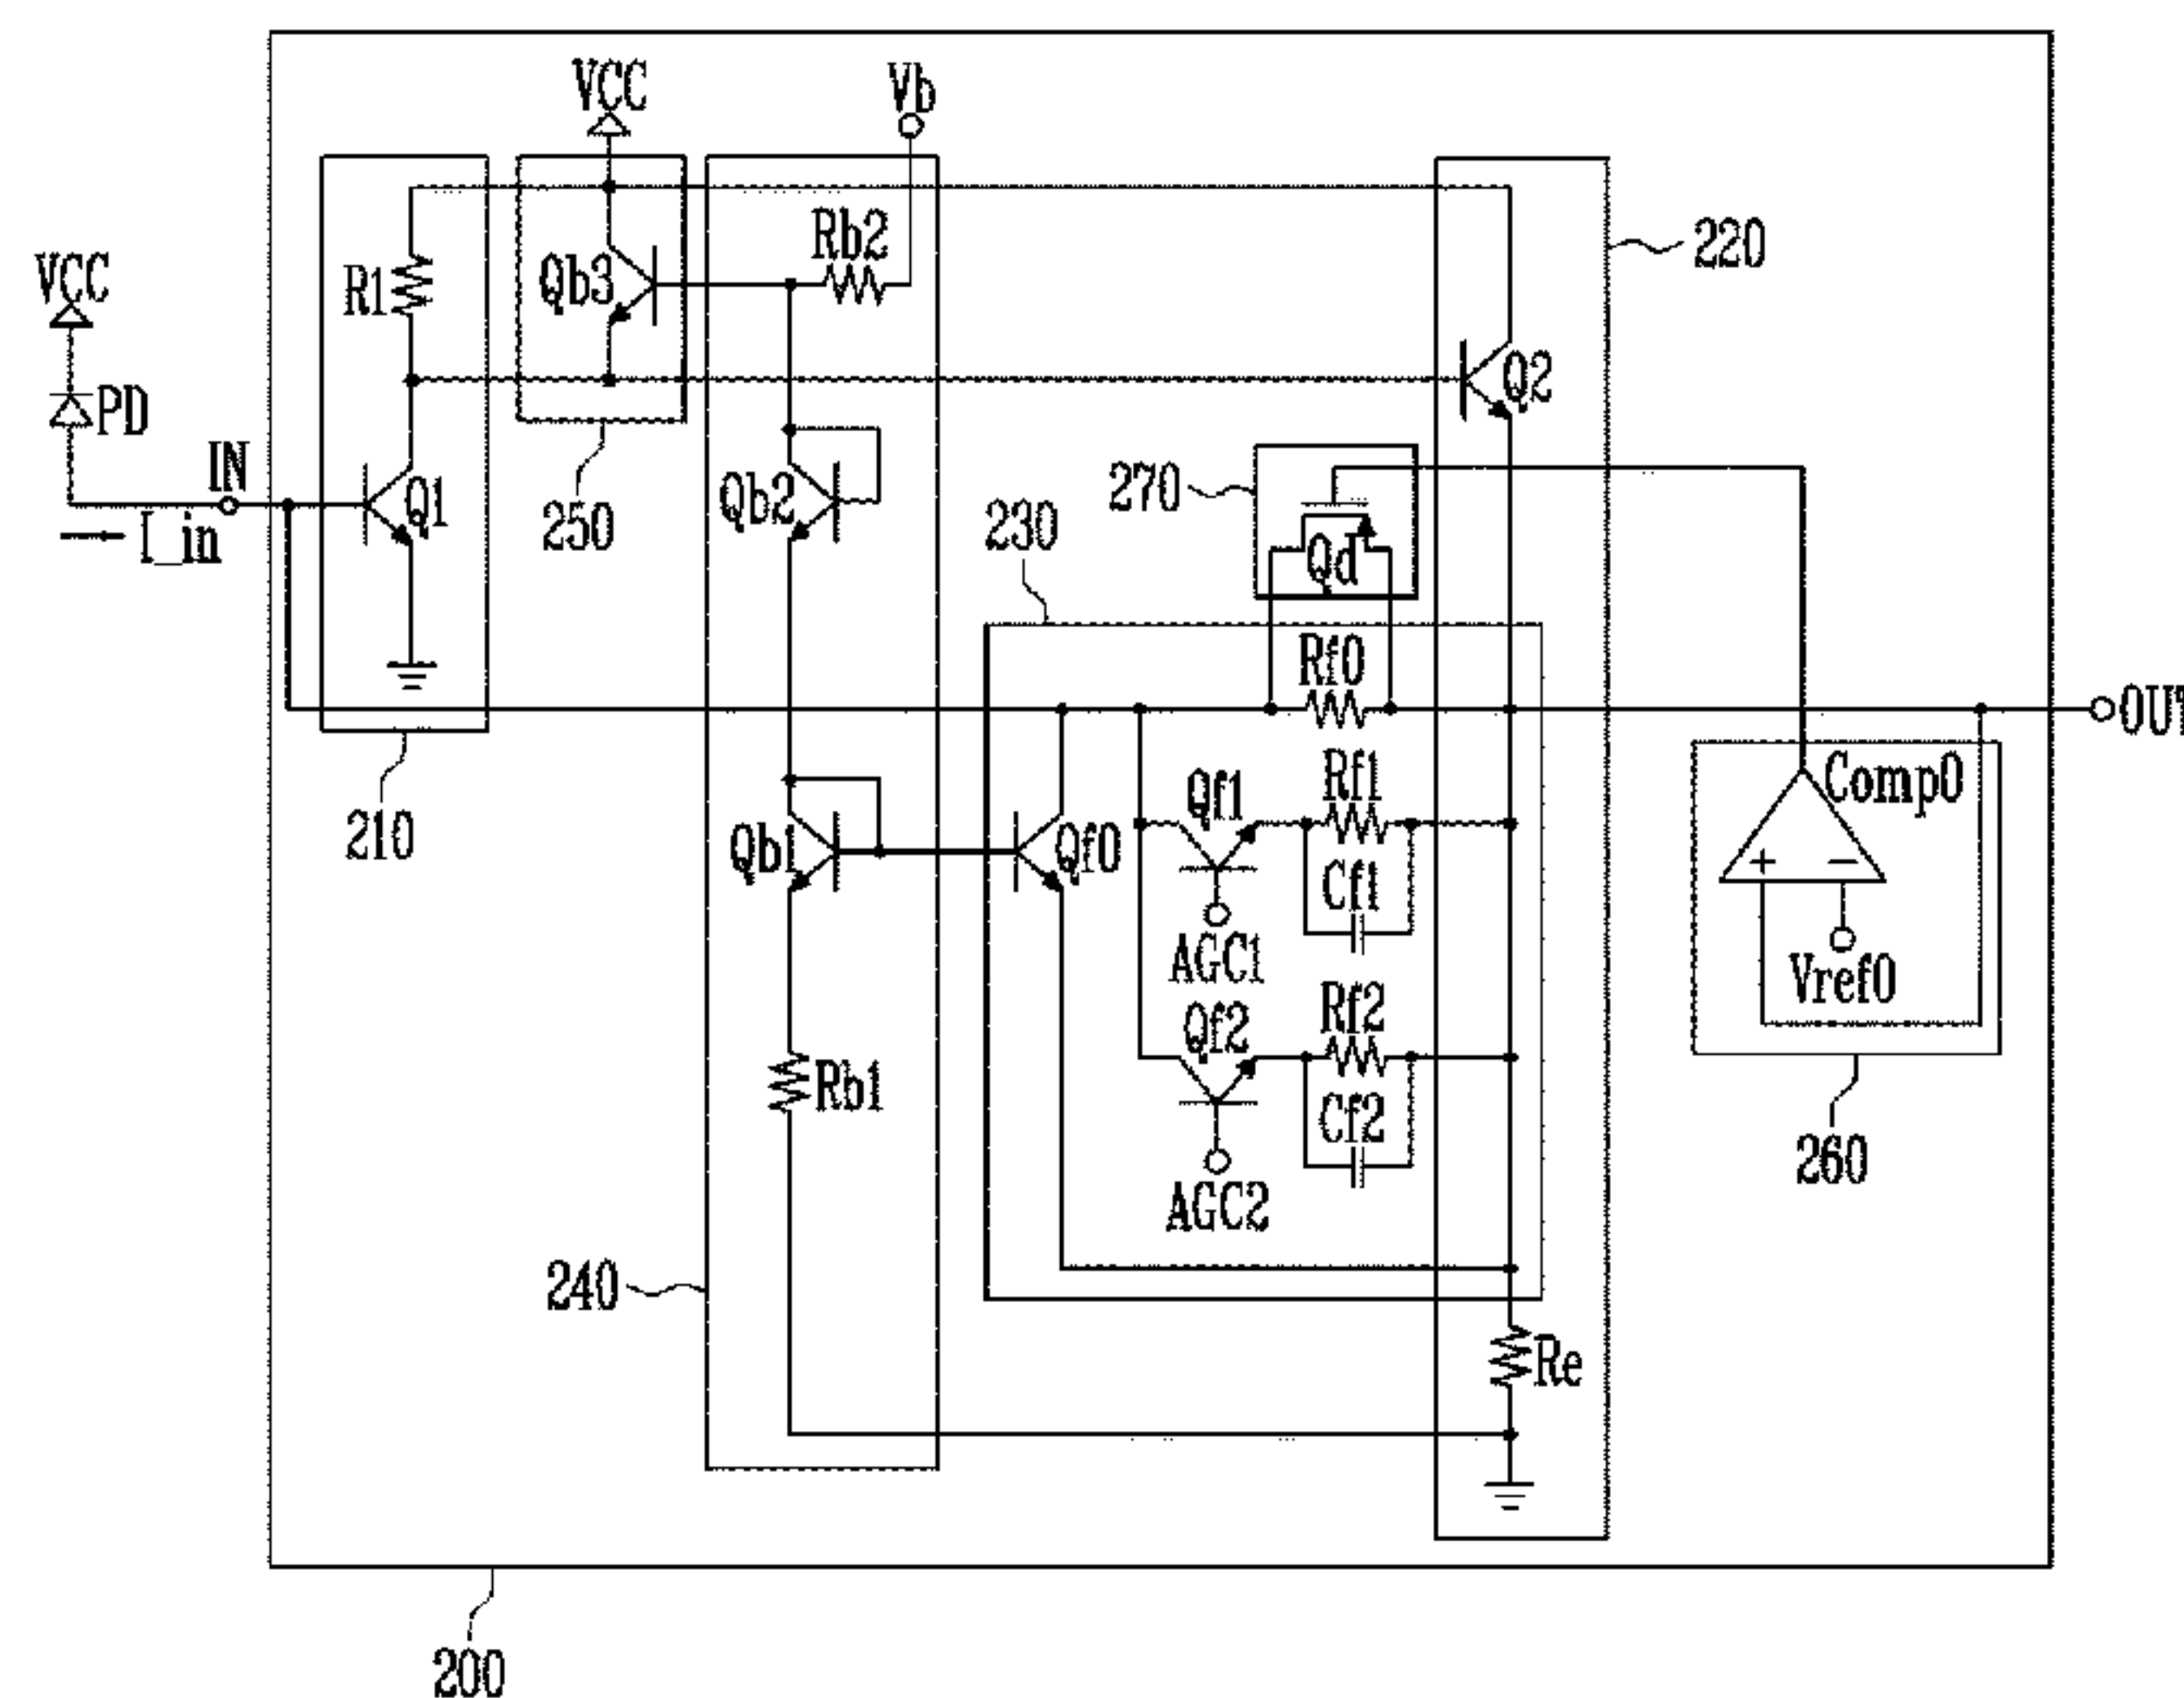 VCC
Vb
Rb2
220
R1
Qb3
VCC
Q2
PD
IN
Q1
Qb2
270
I_in
250
230
Qd
Rf0
OUT
Comp0
Qf1
Rf1
210
Qb1
Qf0
+
−
Cf1
AGC1
Vref0
Rf2
Qf2
Rb1
Cf2
260
AGC2
240
Re
200